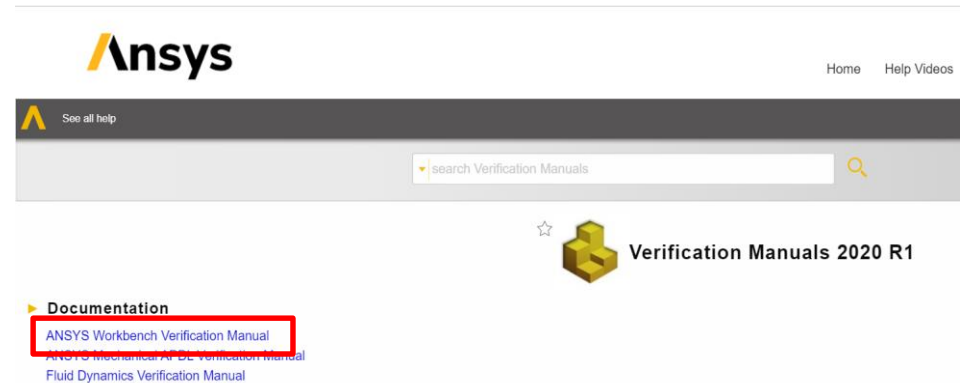 Ansys
Home Help Videos
See all help
search Verification Manuals
Verification Manuals 2020 R1
Documentation
ANSYS Workbench Verification Manual
ANSYS Mechanical APDL Verification Manual
Fluid Dynamics Verification Manual